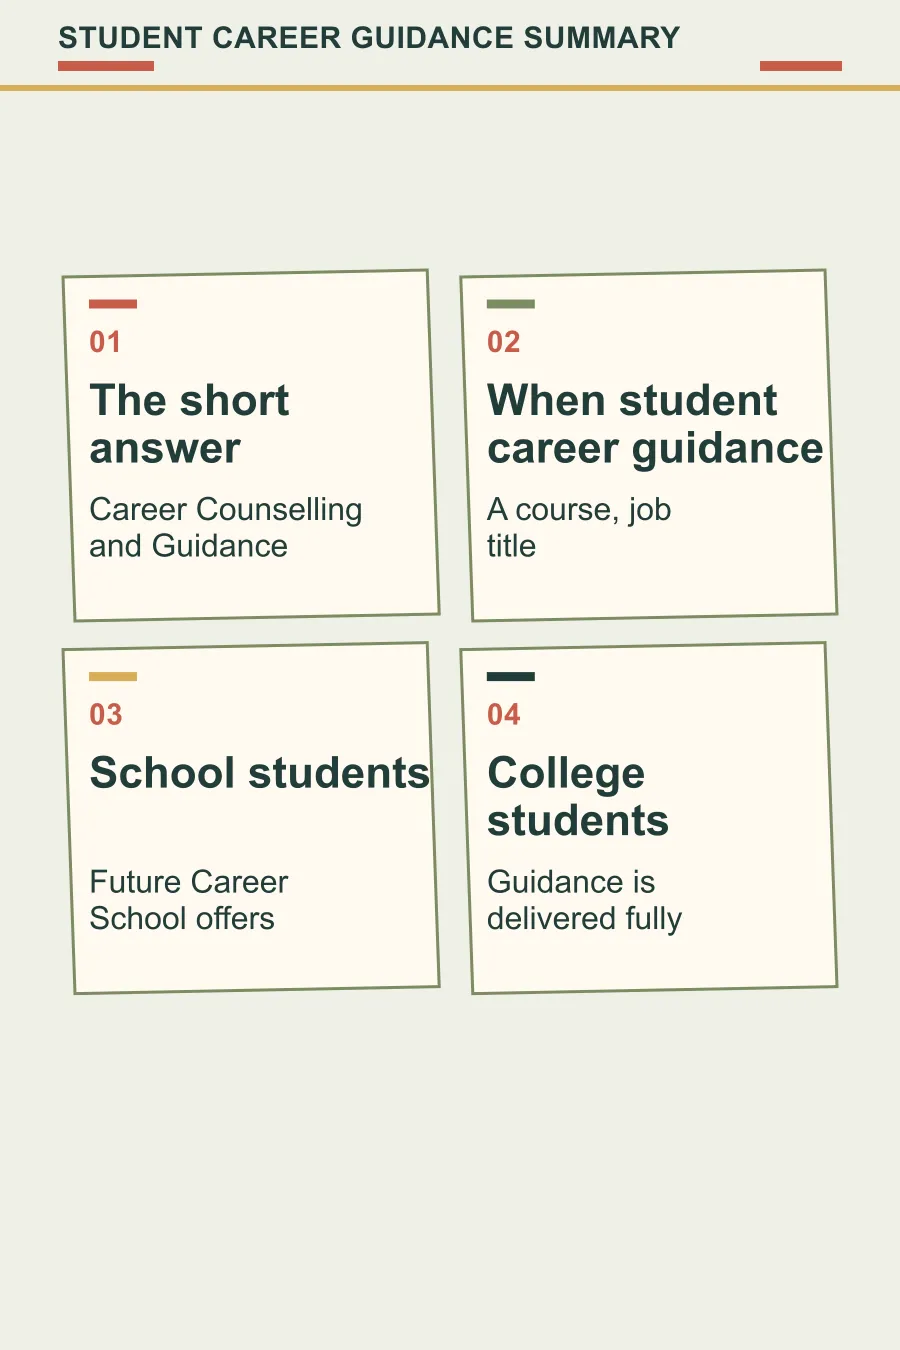 STUDENT CAREER GUIDANCE SUMMARY
01
The short
answer
Career Counselling
and Guidance
02
When student
career guidance
A course, job
title
03
School students
Future Career
School offers
04
College
students
Guidance is
delivered fully